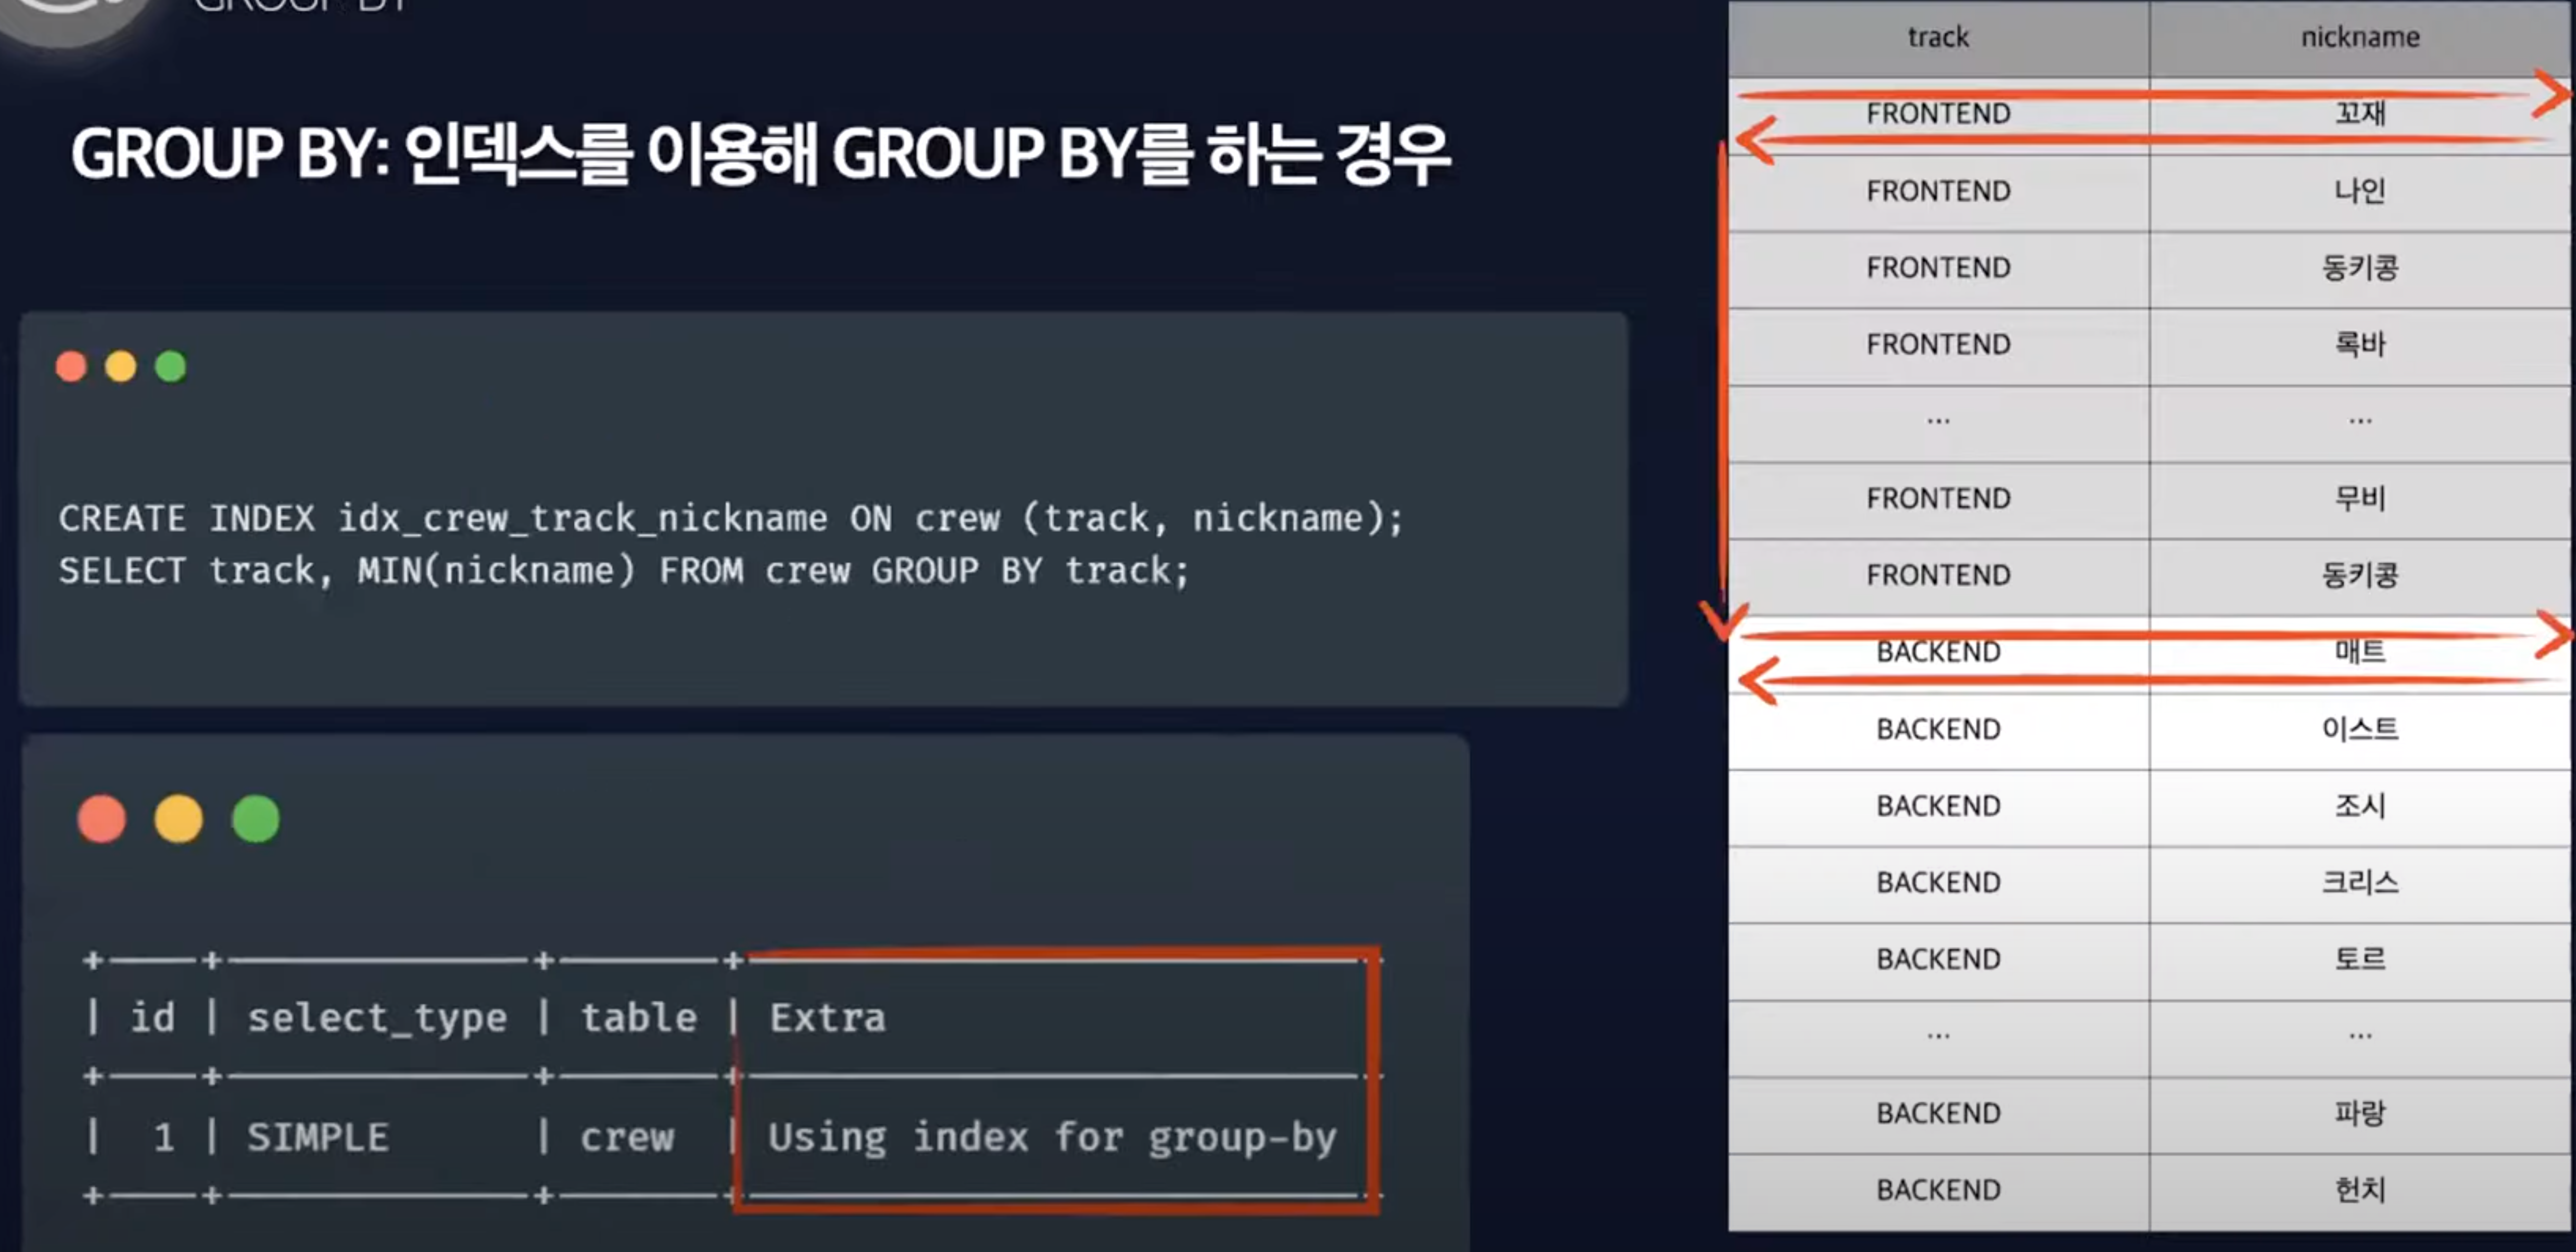 GROUP BY
GROUP BY: 인덱스를 이용해 GROUP BY를 하는 경우
CREATE INDEX idx_crew_track_nickname ON crew (track, nickname);
SELECT track, MIN(nickname) FROM crew GROUP BY track;
| id | select_type | table | Extra
| 1 | SIMPLE | crew | Using index for group-by
track nickname
FRONTEND 꼬재
FRONTEND 나인
FRONTEND 동키콩
FRONTEND 록바
... ...
FRONTEND 무비
FRONTEND 동키콩
BACKEND 매트
BACKEND 이스트
BACKEND 조시
BACKEND 크리스
BACKEND 토르
... ...
BACKEND 파랑
BACKEND 헌치